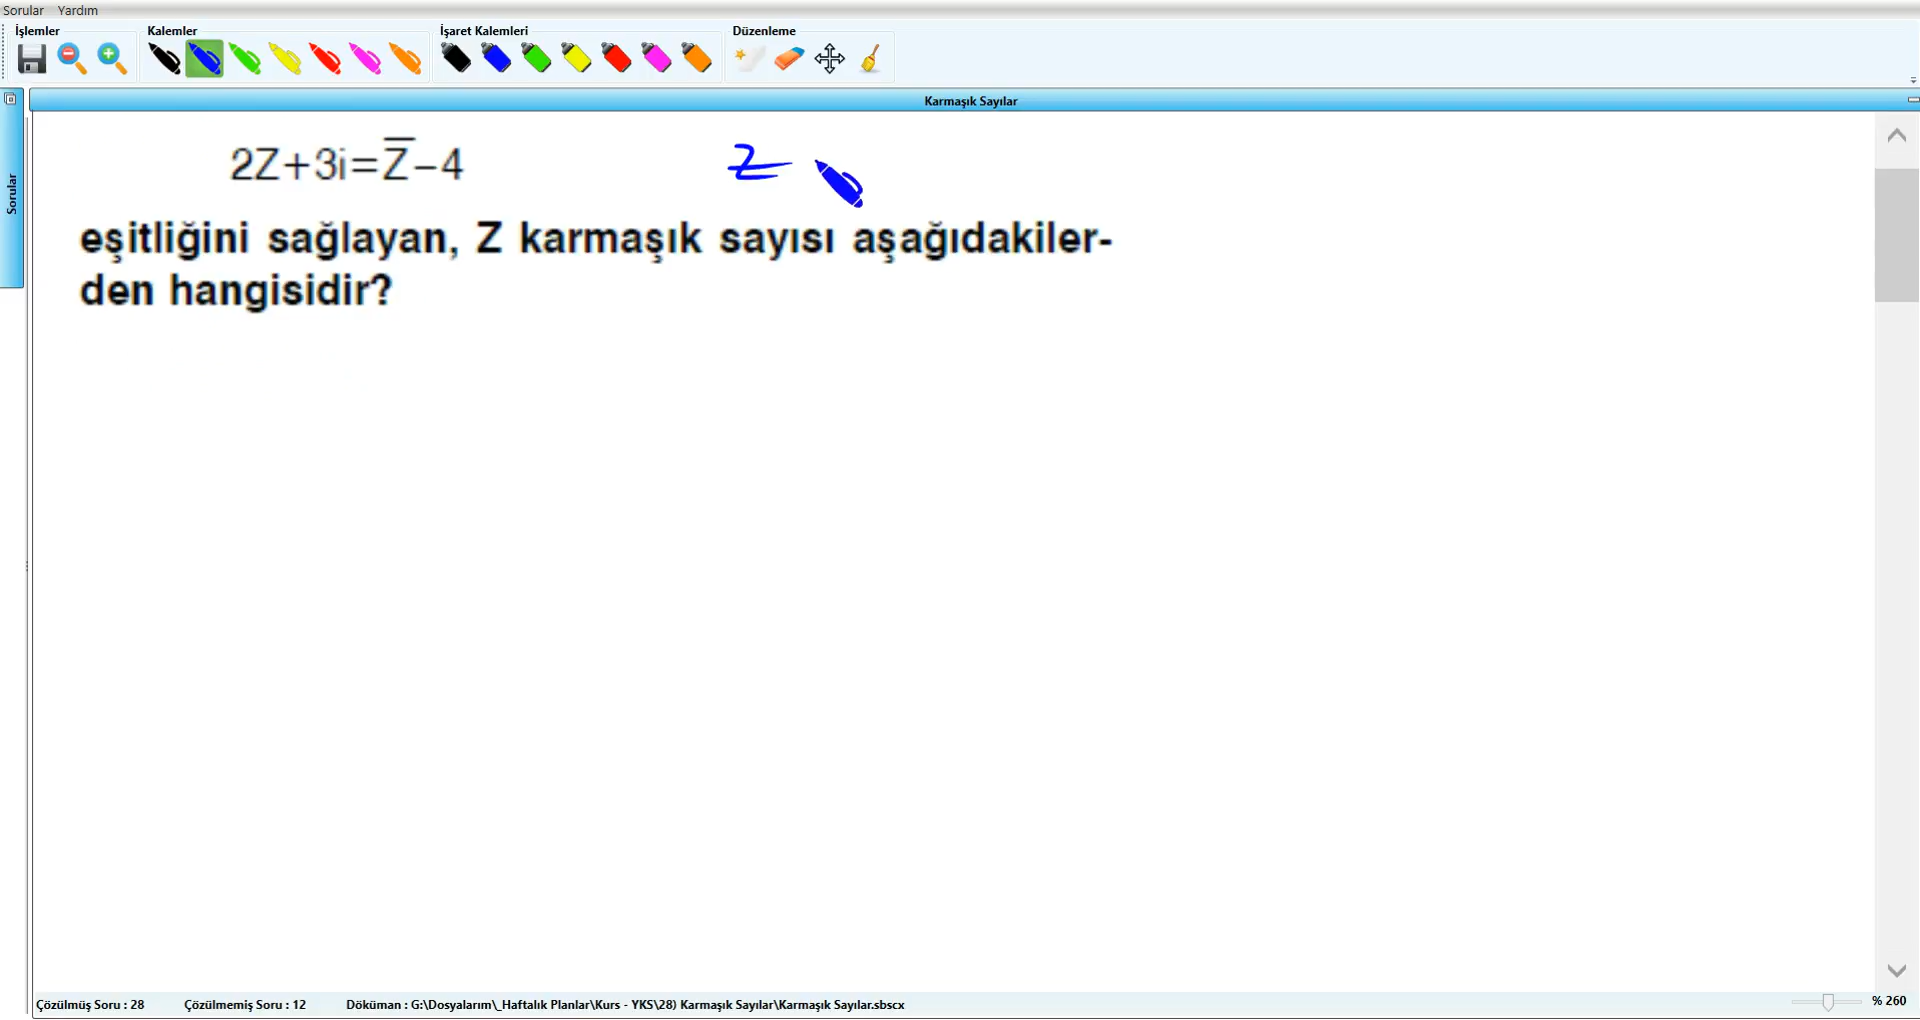 Sorular Yardım
İşlemler Kalemler İşaret Kalemleri Düzenleme
Karmaşık Sayılar
Sorular
2Z+3i=Z̅−4
z
eşitliğini sağlayan, Z karmaşık sayısı aşağıdakiler-
den hangisidir?
Çözülmüş Soru : 28 Çözülmemiş Soru : 12 Döküman : G:\Dosyalarım\_Haftalık Planlar\Kurs - YKS\28) Karmaşık Sayılar\Karmaşık Sayılar.sbscx % 260